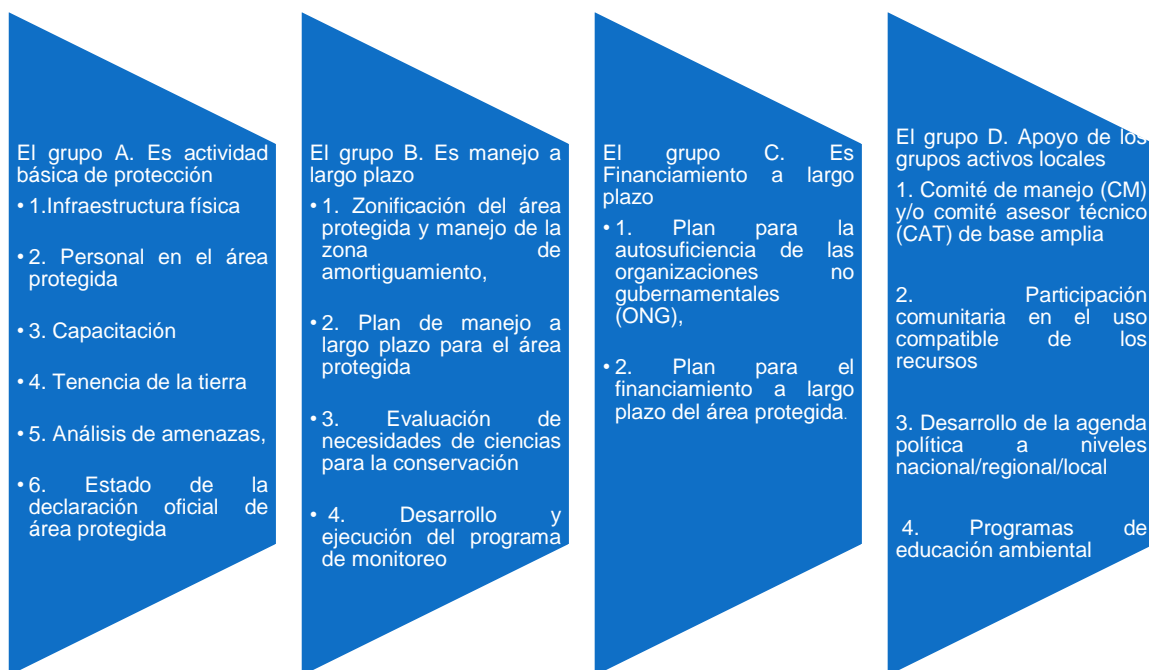 El grupo A. Es actividad
básica de protección
• 1.Infraestructura física
• 2. Personal en el área
protegida
• 3. Capacitación
• 4. Tenencia de la tierra
• 5. Análisis de amenazas,
• 6. Estado de la
declaración oficial de
área protegida
El grupo B. Es manejo a
largo plazo
• 1. Zonificación del área
protegida y manejo de la
zona de
amortiguamiento,
• 2. Plan de manejo a
largo plazo para el área
protegida
• 3. Evaluación de
necesidades de ciencias
para la conservación
• 4. Desarrollo y
ejecución del programa
de monitoreo
El grupo C. Es
Financiamiento a largo
plazo
• 1. Plan para la
autosuficiencia de las
organizaciones no
gubernamentales
(ONG),
• 2. Plan para el
financiamiento a largo
plazo del área protegida.
El grupo D. Apoyo de los
grupos activos locales
1. Comité de manejo (CM)
y/o comité asesor técnico
(CAT) de base amplia
2. Participación
comunitaria en el uso
compatible de los
recursos
3. Desarrollo de la agenda
política a niveles
nacional/regional/local
4. Programas de
educación ambiental